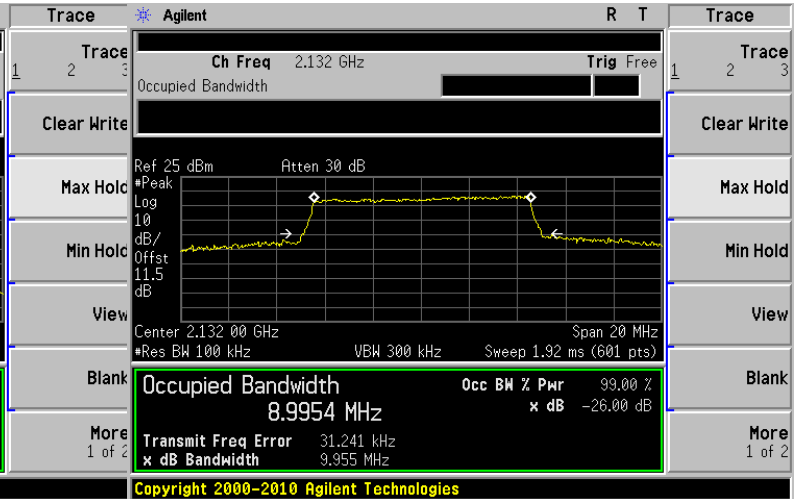 Trace
Trace
1 2 3
Clear Write
Max Hold
Min Hold
View
Blank
More
1 of 2
Agilent R T
Ch Freq 2.132 GHz Trig Free
Occupied Bandwidth
Ref 25 dBm Atten 30 dB
#Peak
Log
10
dB/
Offst
11.5
dB
Center 2.132 00 GHz Span 20 MHz
#Res BW 100 kHz VBW 300 kHz Sweep 1.92 ms (601 pts)
Occupied Bandwidth Occ BW % Pwr 99.00 %
8.9954 MHz x dB -26.00 dB
Transmit Freq Error 31.241 kHz
x dB Bandwidth 9.955 MHz
Copyright 2000-2010 Agilent Technologies
Trace
Trace
1 2 3
Clear Write
Max Hold
Min Hold
View
Blank
More
1 of 2